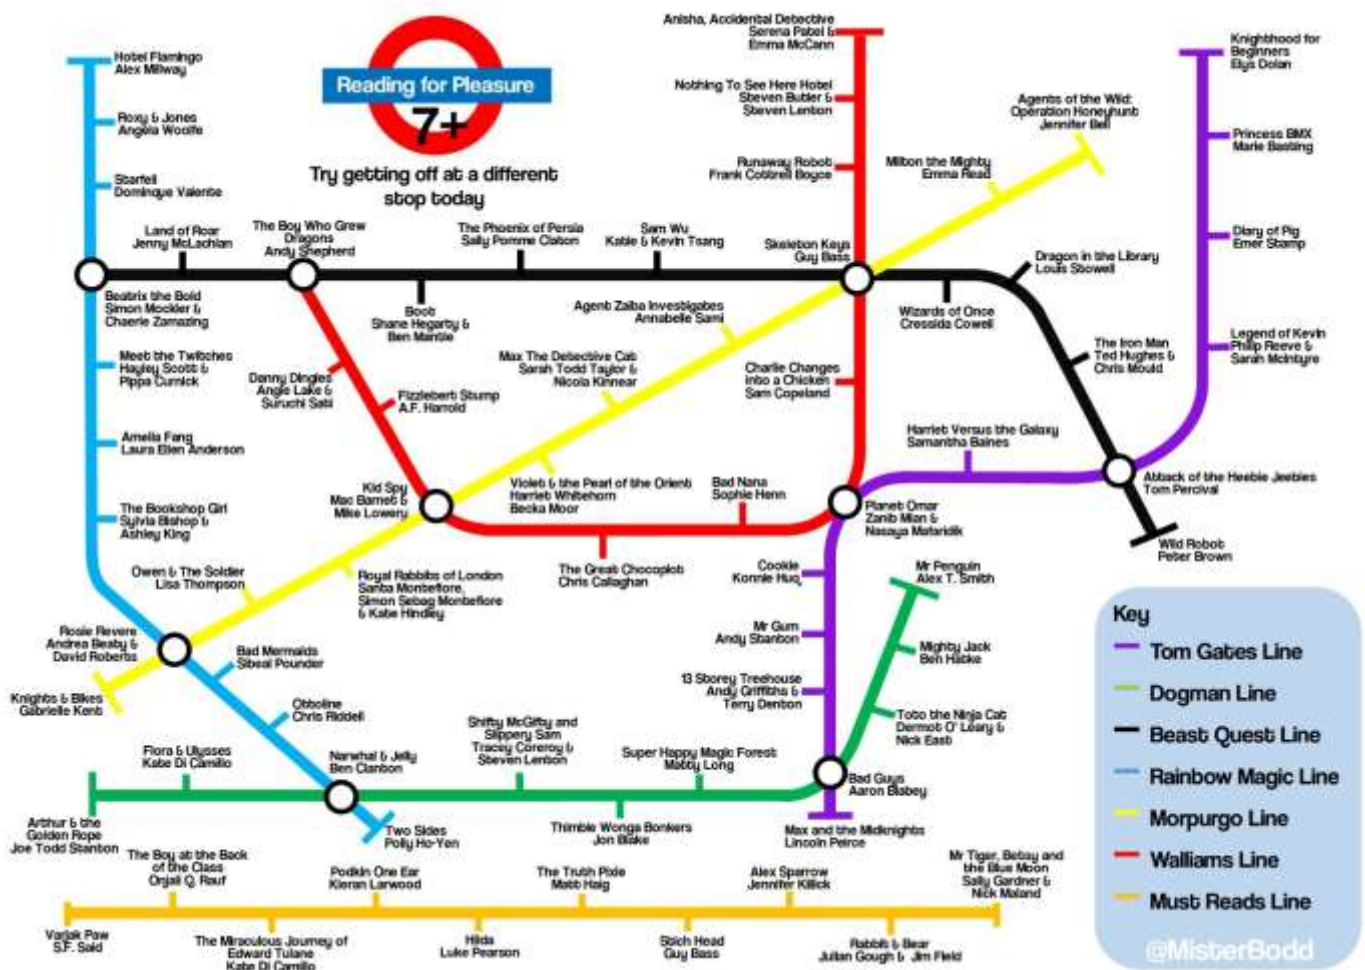 Reading for Pleasure
7+
Try getting off at a different
stop today
Hotel Flamingo
Alex Millway
Roxy & Jones
Angela Woolfe
Starfell
Dominque Valente
Land of Roar
Jenny McLachlan
The Boy Who Grew
Dragons
Andy Shepherd
The Phoenix of Persia
Sally Pomme Claton
Sam Wu
Katie & Kevin Tsang
Anisha, Accidental Detective
Serena Patel &
Emma McCann
Nothing To See Here Hotel
Steven Butler &
Steven Lenton
Runaway Robot
Frank Cottrell Boyce
Skeleton Keys
Guy Bass
Milton the Mighty
Emma Read
Agents of the Wild:
Operation Honeyhunt
Jennifer Bell
Knighthood for
Beginners
Elys Dolan
Princess BMX
Marie Basting
Diary of Pig
Emer Stamp
Legend of Kevin
Philip Reeve &
Sarah McIntyre
Dragon in the Library
Louis Stowell
Wizards of Once
Cressida Cowell
The Iron Man
Ted Hughes &
Chris Mould
Beatrix the Bold
Simon Mockler &
Chaerie Zamazing
Boot
Shane Hegarty &
Ben Mantle
Agent Zaiba Investigates
Annabelle Sami
Max The Detective Cat
Sarah Todd Taylor &
Nicola Kinnear
Meet the Twitches
Hayley Scott &
Pippa Curnick
Danny Dingles
Angie Lake &
Suruchi Sati
Fizzlebert Stump
A.F. Harrold
Charlie Changes
into a Chicken
Sam Copeland
Amelia Fang
Laura Ellen Anderson
Harriet Versus the Galaxy
Samantha Baines
Attack of the Heebie Jeebies
Tom Percival
Wild Robot
Peter Brown
The Bookshop Girl
Sylvia Bishop &
Ashley King
Kid Spy
Mac Barnet &
Mike Lowery
Violet & the Pearl of the Orient
Harriet Whitehorn
Becka Moor
Bad Nana
Sophie Henn
Planet Omar
Zanib Mian &
Nasaya Mafaridik
Owen & The Soldier
Lisa Thompson
Royal Rabbits of London
Santa Montefiore,
Simon Sebag Montefiore
& Kate Hindley
The Great Chocoplot
Chris Callaghan
Cookie
Konnie Huq
Mr Penguin
Alex T. Smith
Rosie Revere
Andrea Beaty &
David Roberts
Bad Mermaids
Sibeal Pounder
Mr Gum
Andy Stanton
Mighty Jack
Ben Hatke
Knights & Bikes
Gabrielle Kent
Ottoline
Chris Riddell
13 Storey Treehouse
Andy Griffiths &
Terry Denton
Toto the Ninja Cat
Dermot O' Leary &
Nick East
Flora & Ulysses
Kate Di Camillo
Narwhal & Jelly
Ben Clanton
Shifty McGifty and
Slippery Sam
Tracey Coreroy &
Steven Lenton
Super Happy Magic Forest
Matty Long
Bad Guys
Aaron Blabey
Arthur & the
Golden Rope
Joe Todd Stanton
Two Sides
Polly Ho-Yen
Thimble Wonga Bonkers
Jon Blake
Max and the Midknights
Lincoln Peirce
The Boy at the Back
of the Class
Onjali Q. Rauf
Podkin One Ear
Kieran Larwood
The Truth Pixie
Matt Haig
Alex Sparrow
Jennifer Killick
Mr Tiger, Betsy and
the Blue Moon
Sally Gardner &
Nick Maland
Varjak Paw
S.F. Said
The Miraculous Journey of
Edward Tulane
Kate Di Camillo
Hilda
Luke Pearson
Stich Head
Guy Bass
Rabbit & Bear
Julian Gough & Jim Field
Key
Tom Gates Line
Dogman Line
Beast Quest Line
Rainbow Magic Line
Morpurgo Line
Walliams Line
Must Reads Line
@MisterBodd